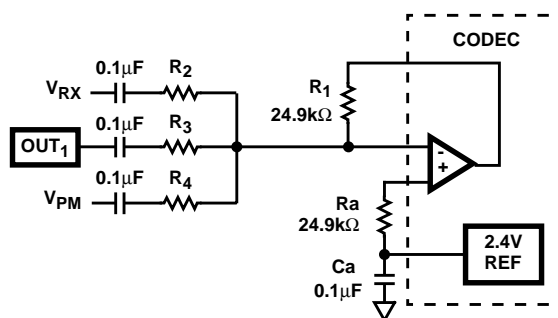 CODEC
0.1μF
R2
VRX
R1
24.9kΩ
0.1μF
R3
OUT1
-
+
0.1μF
R4
VPM
Ra
24.9kΩ
2.4V
REF
Ca
0.1μF